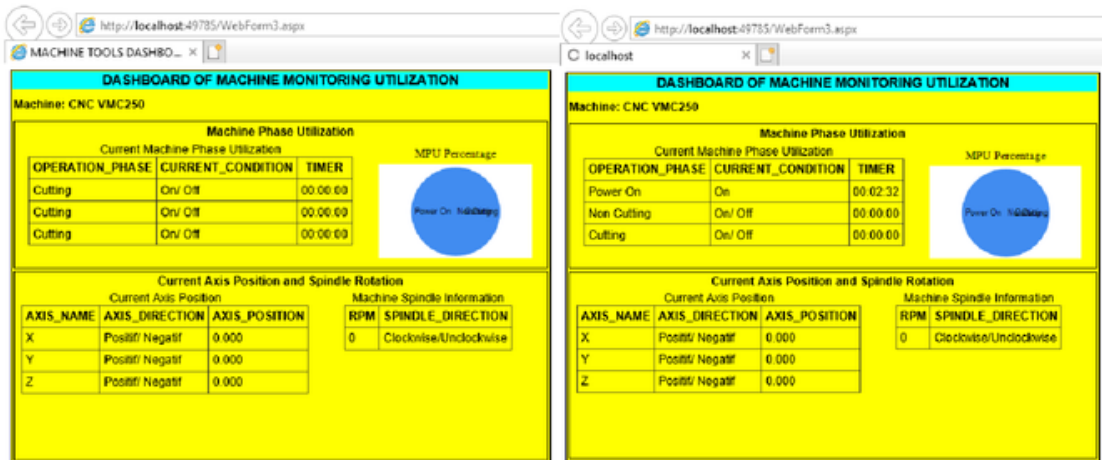 http://localhost:49785/WebForm3.aspx
MACHINE TOOLS DASHBO...
DASHBOARD OF MACHINE MONITORING UTILIZATION
Machine: CNC VMC250
Machine Phase Utilization
Current Machine Phase Utilization
MPU Percentage
OPERATION_PHASE CURRENT_CONDITION TIMER
Cutting On/ Off 00:00:00
Cutting On/ Off 00:00:00
Cutting On/ Off 00:00:00
Power On
Current Axis Position and Spindle Rotation
Current Axis Position
Machine Spindle Information
AXIS_NAME AXIS_DIRECTION AXIS_POSITION
RPM SPINDLE_DIRECTION
X Positif/ Negatif 0.000
0 Clockwise/Unclockwise
Y Positif/ Negatif 0.000
Z Positif/ Negatif 0.000
http://localhost:49785/WebForm3.aspx
localhost
DASHBOARD OF MACHINE MONITORING UTILIZATION
Machine: CNC VMC250
Machine Phase Utilization
Current Machine Phase Utilization
MPU Percentage
OPERATION_PHASE CURRENT_CONDITION TIMER
Power On On 00:02:32
Non Cutting On/ Off 00:00:00
Cutting On/ Off 00:00:00
Power On
Current Axis Position and Spindle Rotation
Current Axis Position
Machine Spindle Information
AXIS_NAME AXIS_DIRECTION AXIS_POSITION
RPM SPINDLE_DIRECTION
X Positif/ Negatif 0.000
0 Clockwise/Unclockwise
Y Positif/ Negatif 0.000
Z Positif/ Negatif 0.000